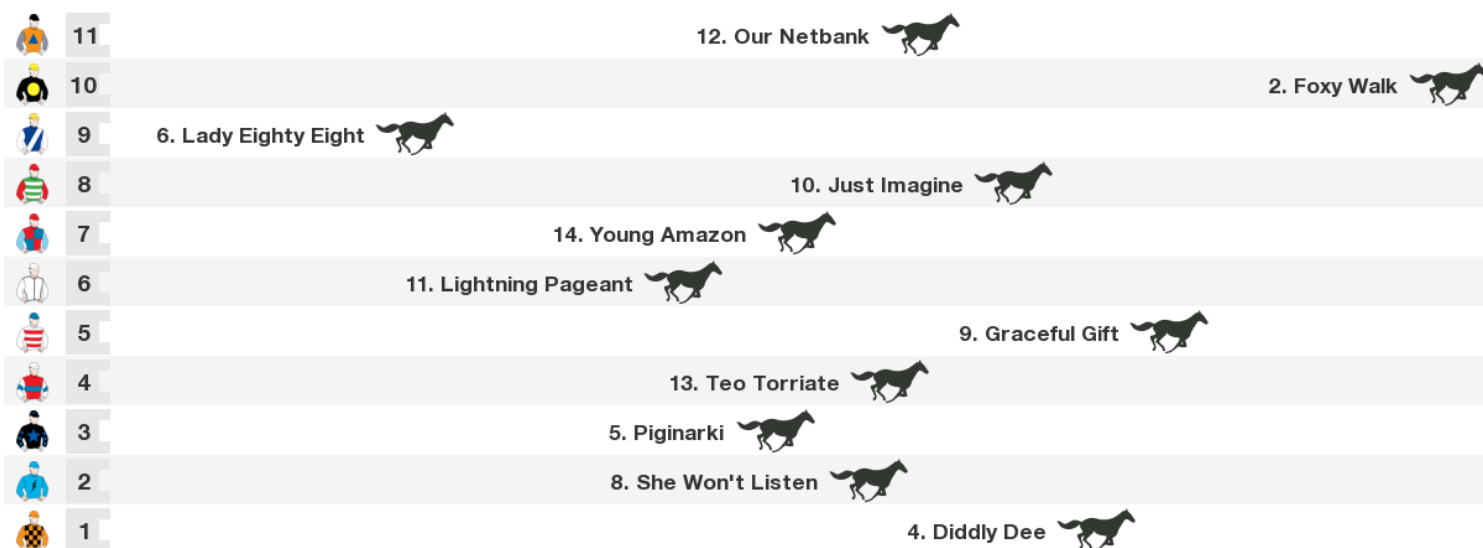 11 12. Our Netbank
10 2. Foxy Walk
9 6. Lady Eighty Eight
8 10. Just Imagine
7 14. Young Amazon
6 11. Lightning Pageant
5 9. Graceful Gift
4 13. Teo Torriate
3 5. Piginarki
2 8. She Won't Listen
1 4. Diddly Dee